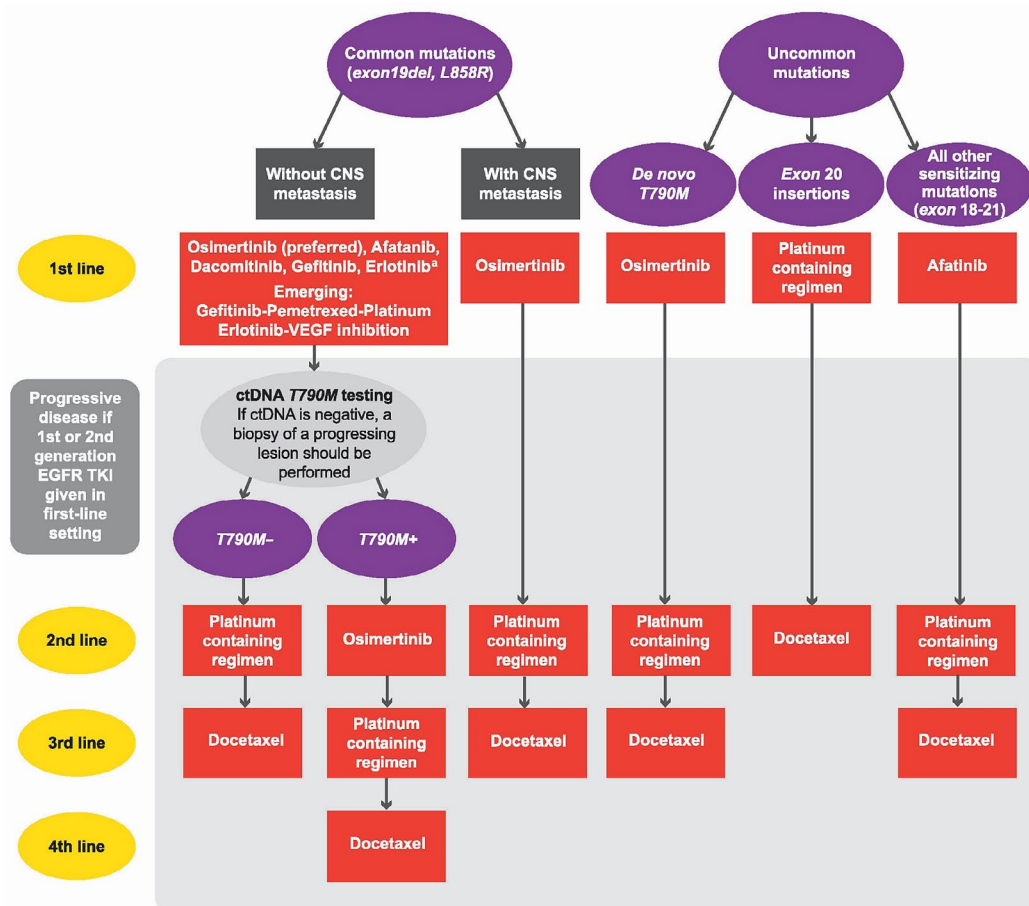 Common mutations
(exon19del, L858R)
Uncommon
mutations
Without CNS
metastasis
With CNS
metastasis
De novo
T790M
Exon 20
insertions
All other
sensitizing
mutations
(exon 18-21)
1st line
Osimertinib (preferred), Afatanib,
Dacomitinib, Gefitinib, Erlotinibª
Emerging:
Gefitinib-Pemetrexed-Platinum
Erlotinib-VEGF inhibition
Osimertinib
Osimertinib
Platinum
containing
regimen
Afatinib
Progressive
disease if
1st or 2nd
generation
EGFR TKI
given in
first-line
setting
ctDNA T790M testing
If ctDNA is negative, a
biopsy of a progressing
lesion should be
performed
T790M–
T790M+
2nd line
Platinum
containing
regimen
Osimertinib
Platinum
containing
regimen
Platinum
containing
regimen
Docetaxel
Platinum
containing
regimen
3rd line
Docetaxel
Platinum
containing
regimen
Docetaxel
Docetaxel
Docetaxel
4th line
Docetaxel